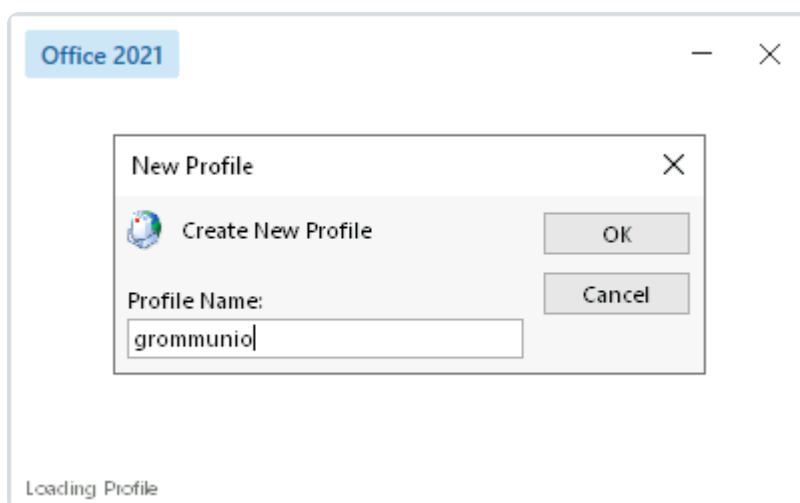 Office 2021
New Profile
Create New Profile
OK
Profile Name:
Cancel
grommunio
Loading Profile